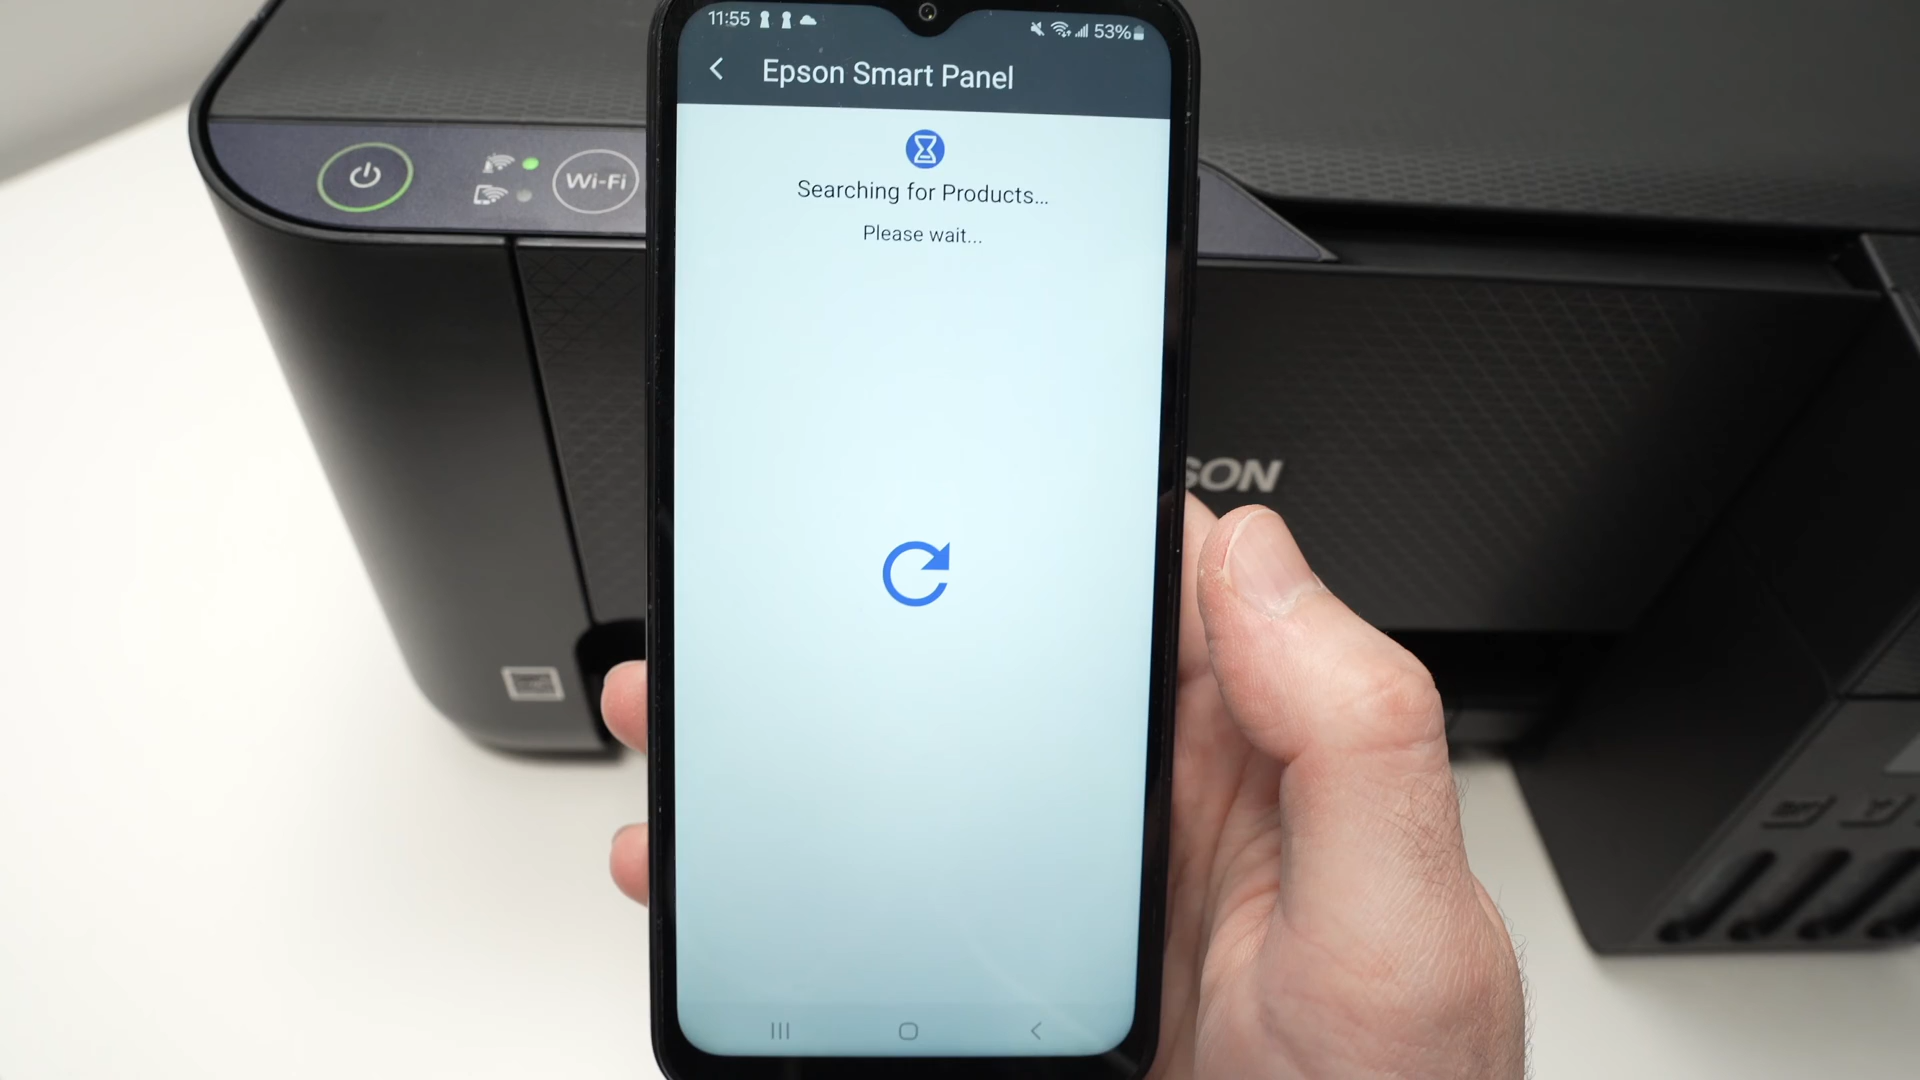 11:55
53%
Epson Smart Panel
Searching for Products...
Please wait...
Wi-Fi
SON